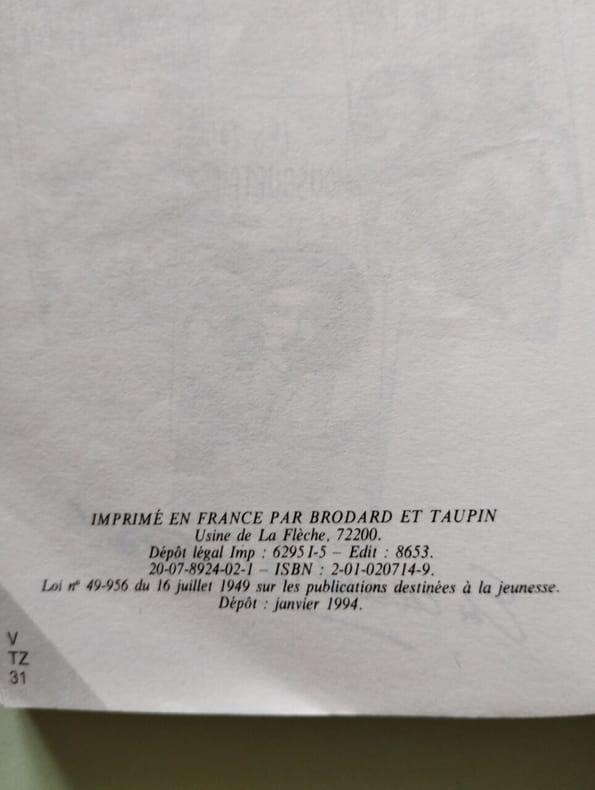 IMPRIMÉ EN FRANCE PAR BRODARD ET TAUPIN
Usine de La Flèche, 72200.
Dépôt légal Imp : 6295 I-5 – Edit : 8653.
20-07-8924-02-1 – ISBN : 2-01-020714-9.
Loi n° 49-956 du 16 juillet 1949 sur les publications destinées à la jeunesse.
Dépôt : janvier 1994.
V
TZ
31